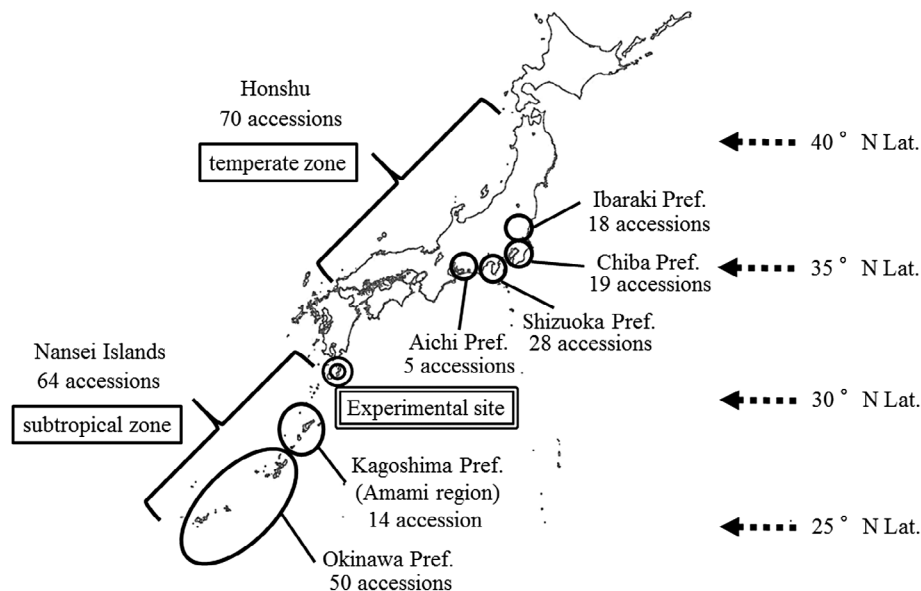 Honshu
70 accessions
temperate zone
40° N Lat.
Ibaraki Pref.
18 accessions
Chiba Pref.
19 accessions
35° N Lat.
Shizuoka Pref.
28 accessions
Aichi Pref.
5 accessions
Nansei Islands
64 accessions
subtropical zone
Experimental site
30° N Lat.
Kagoshima Pref.
(Amami region)
14 accession
25° N Lat.
Okinawa Pref.
50 accessions